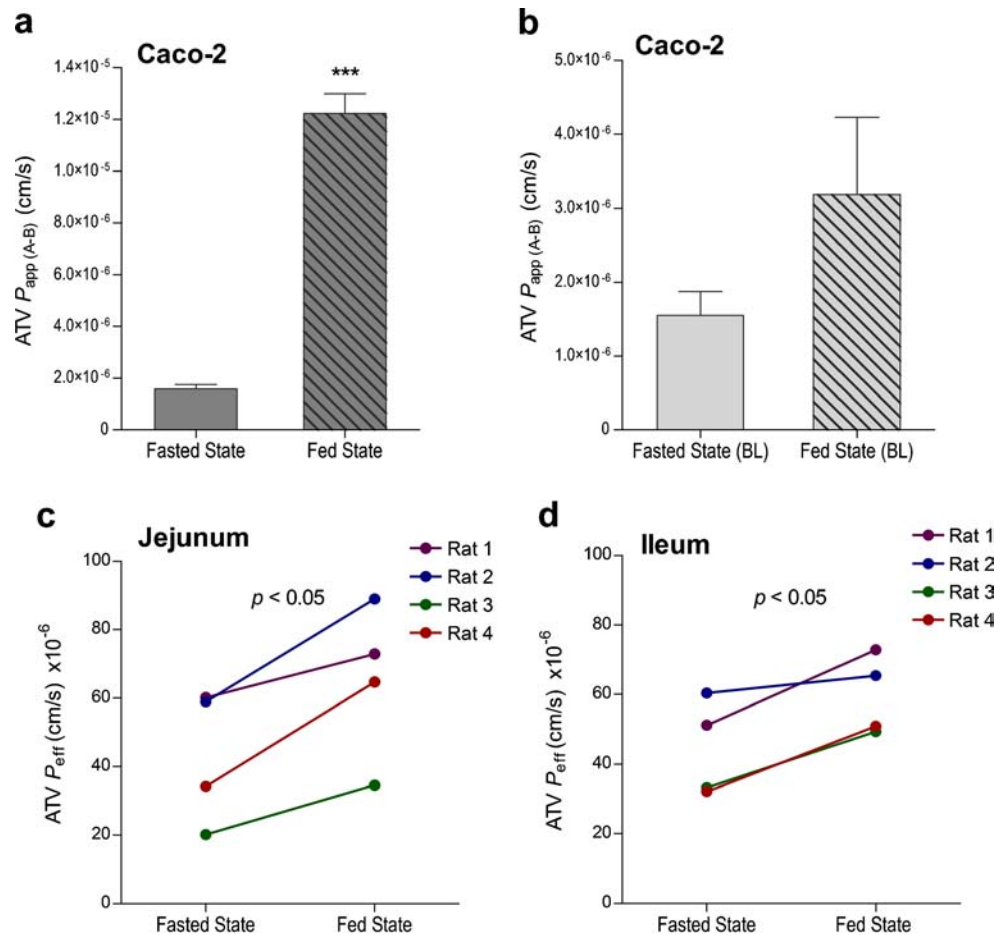 a
Caco-2
ATV Papp (A-B) (cm/s)
1.4×10⁻⁵
1.2×10⁻⁵
1.0×10⁻⁵
8.0×10⁻⁶
6.0×10⁻⁶
4.0×10⁻⁶
2.0×10⁻⁶
0
***
Fasted State
Fed State
b
Caco-2
ATV Papp (A-B) (cm/s)
5.0×10⁻⁶
4.0×10⁻⁶
3.0×10⁻⁶
2.0×10⁻⁶
1.0×10⁻⁶
0
Fasted State (BL)
Fed State (BL)
c
Jejunum
Rat 1
Rat 2
Rat 3
Rat 4
p < 0.05
ATV Peff (cm/s) x10⁻⁶
100
80
60
40
20
0
Fasted State
Fed State
d
Ileum
Rat 1
Rat 2
Rat 3
Rat 4
p < 0.05
ATV Peff (cm/s) x10⁻⁶
100
80
60
40
20
0
Fasted State
Fed State